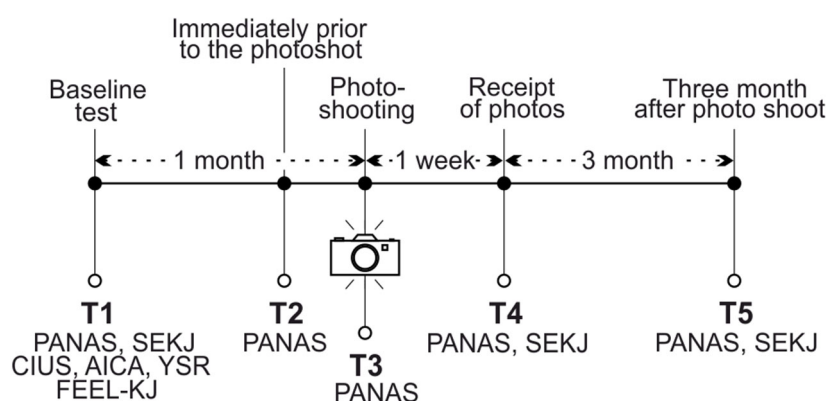 Immediately prior
to the photoshot
Baseline
test
Photo-
shooting
Receipt
of photos
Three month
after photo shoot
1 month
1 week
3 month
T1
PANAS, SEKJ
CIUS, AICA, YSR
FEEL-KJ
T2
PANAS
T3
PANAS
T4
PANAS, SEKJ
T5
PANAS, SEKJ